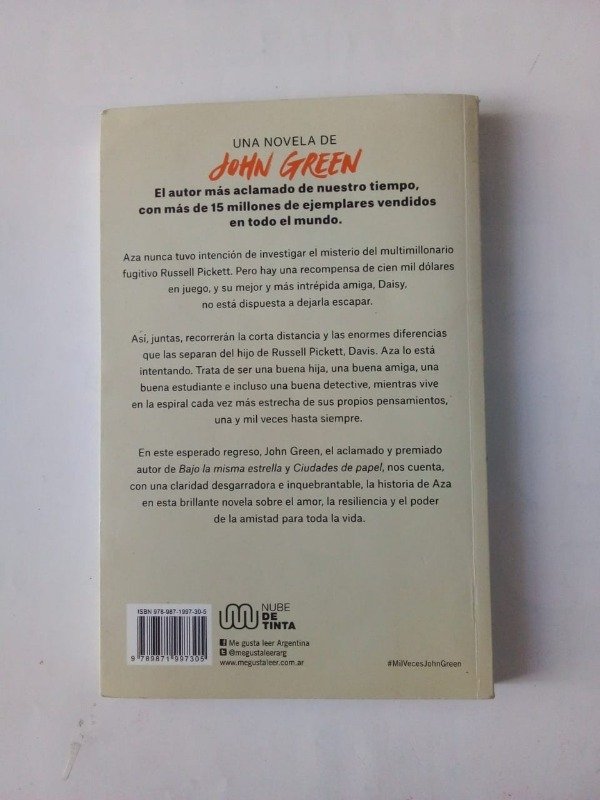 UNA NOVELA DE
JOHN GREEN
El autor más aclamado de nuestro tiempo,
con más de 15 millones de ejemplares vendidos
en todo el mundo.
Aza nunca tuvo intención de investigar el misterio del multimillonario
fugitivo Russell Pickett. Pero hay una recompensa de cien mil dólares
en juego, y su mejor y más intrépida amiga, Daisy,
no está dispuesta a dejarla escapar.
Así, juntas, recorrerán la corta distancia y las enormes diferencias
que las separan del hijo de Russell Pickett, Davis. Aza lo está
intentando. Trata de ser una buena hija, una buena amiga, una
buena estudiante e incluso una buena detective, mientras vive
en la espiral cada vez más estrecha de sus propios pensamientos,
una y mil veces hasta siempre.
En este esperado regreso, John Green, el aclamado y premiado
autor de Bajo la misma estrella y Ciudades de papel, nos cuenta,
con una claridad desgarradora e inquebrantable, la historia de Aza
en esta brillante novela sobre el amor, la resiliencia y el poder
de la amistad para toda la vida.
ISBN 978-987-1997-30-5
9 789871 997305
NUBE
DE
TINTA
Me gusta leer Argentina
@megustaleerarg
www.megustaleer.com.ar
#MilVecesJohnGreen